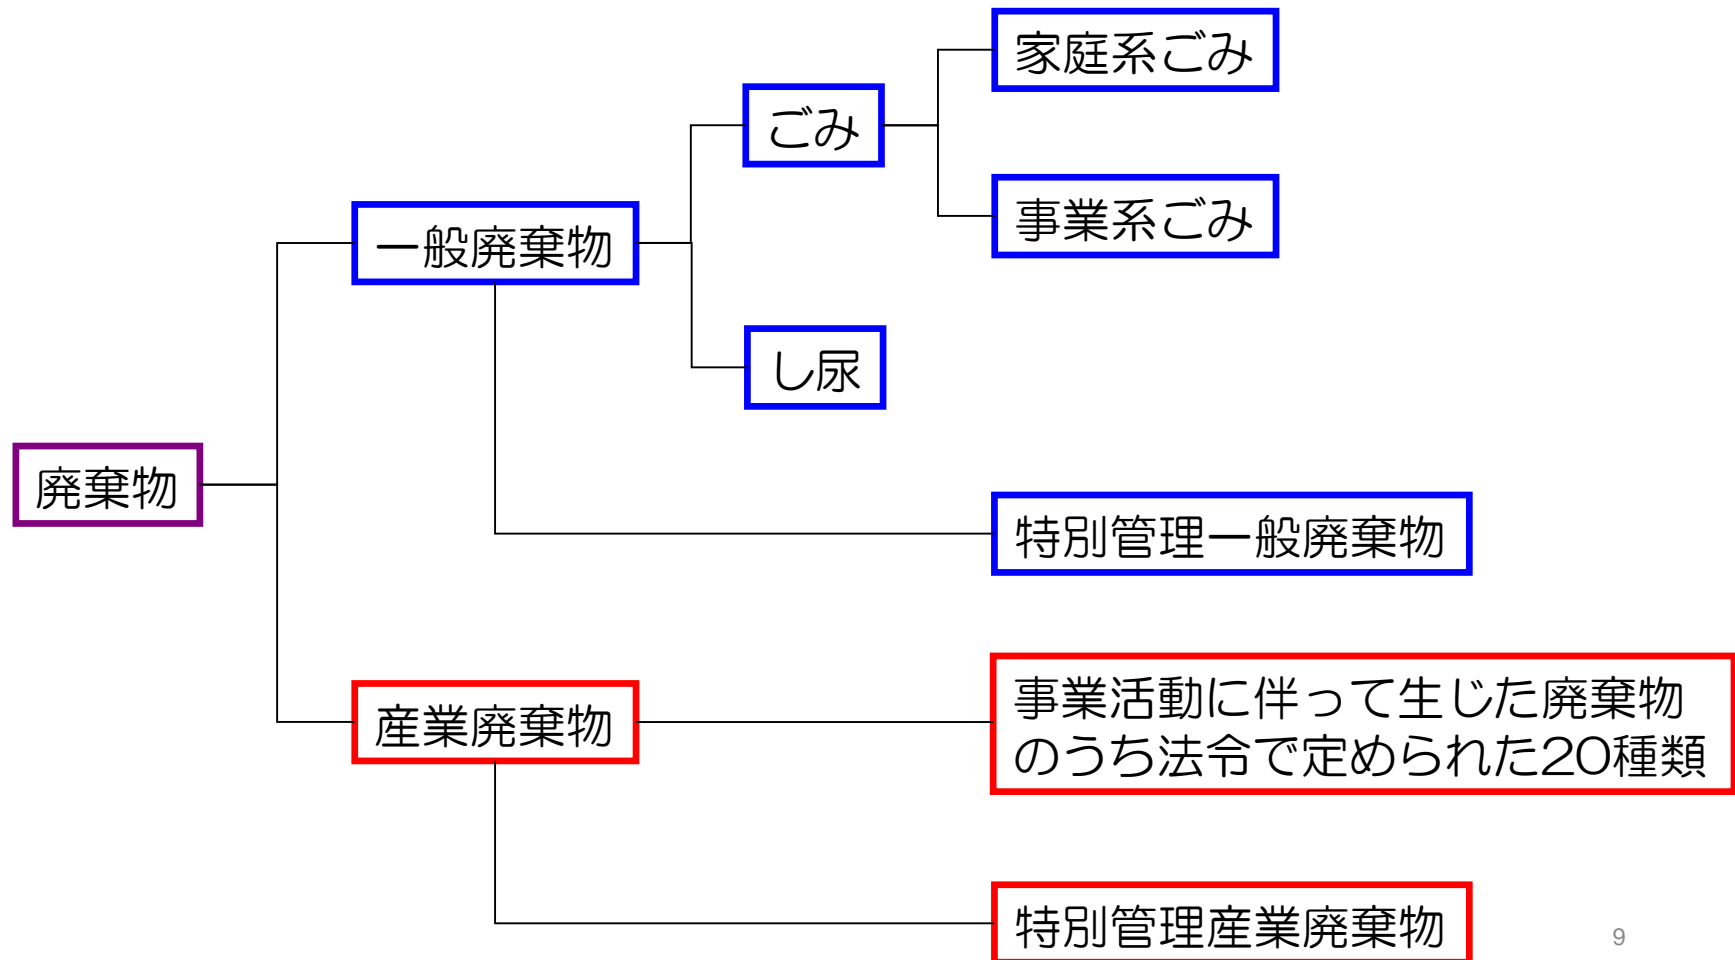 家庭系ごみ
ごみ
事業系ごみ
一般廃棄物
し尿
廃棄物
特別管理一般廃棄物
事業活動に伴って生じた廃棄物
のうち法令で定められた20種類
産業廃棄物
特別管理産業廃棄物
9